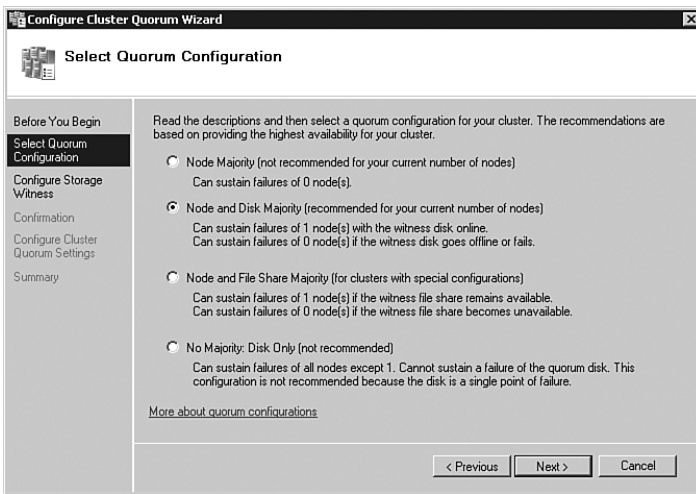 Configure Cluster Quorum Wizard
Select Quorum Configuration
Before You Begin
Select Quorum
Configuration
Configure Storage
Witness
Confirmation
Configure Cluster
Quorum Settings
Summary
Read the descriptions and then select a quorum configuration for your cluster. The recommendations are
based on providing the highest availability for your cluster.
Node Majority (not recommended for your current number of nodes)
Can sustain failures of 0 node(s).
Node and Disk Majority (recommended for your current number of nodes)
Can sustain failures of 1 node(s) with the witness disk online.
Can sustain failures of 0 node(s) if the witness disk goes offline or fails.
Node and File Share Majority (for clusters with special configurations)
Can sustain failures of 1 node(s) if the witness file share remains available.
Can sustain failures of 0 node(s) if the witness file share becomes unavailable.
No Majority: Disk Only (not recommended)
Can sustain failures of all nodes except 1. Cannot sustain a failure of the quorum disk. This
configuration is not recommended because the disk is a single point of failure.
More about quorum configurations
< Previous
Next >
Cancel